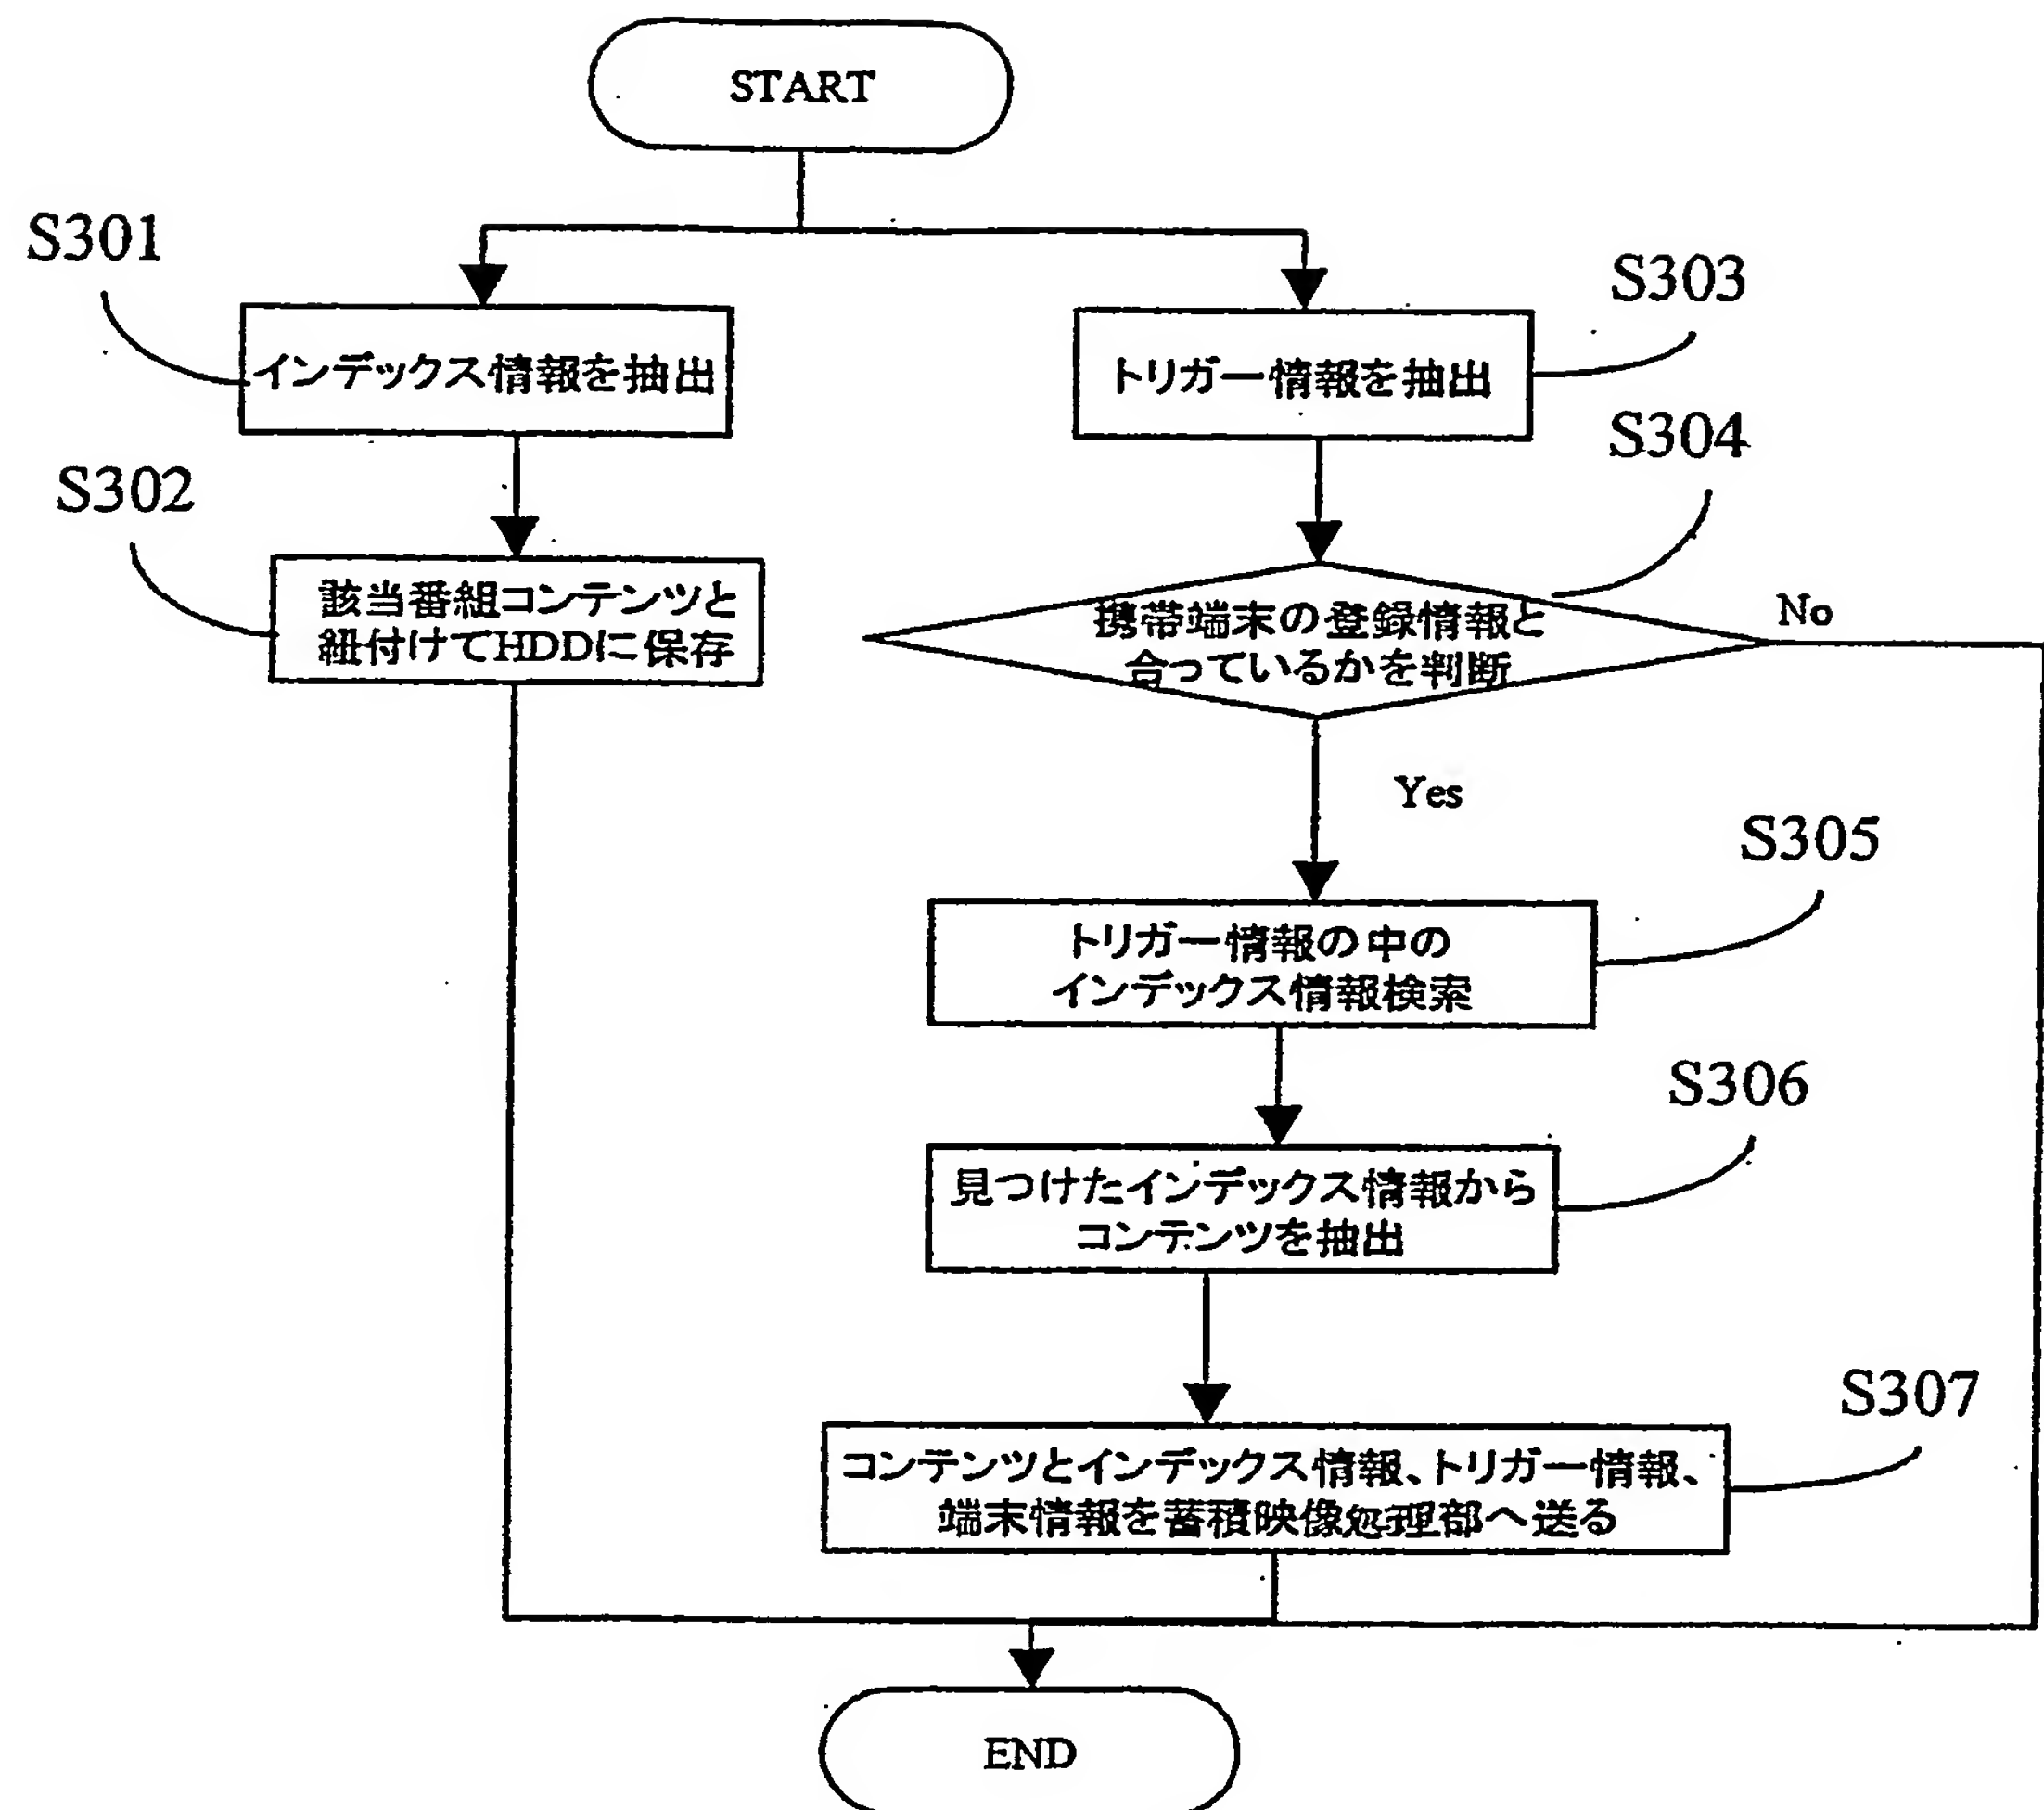 START
S301
インデックス情報を抽出
S302
該当番組コンテンツと
紐付けてHDDに保存
S303
トリガー情報を抽出
S304
携帯端末の登録情報と
合っているかを判断
No
Yes
S305
トリガー情報の中の
インデックス情報検索
S306
見つけたインデックス情報から
コンテンツを抽出
S307
コンテンツとインデックス情報、トリガー情報、
端末情報を蓄積映像処理部へ送る
END